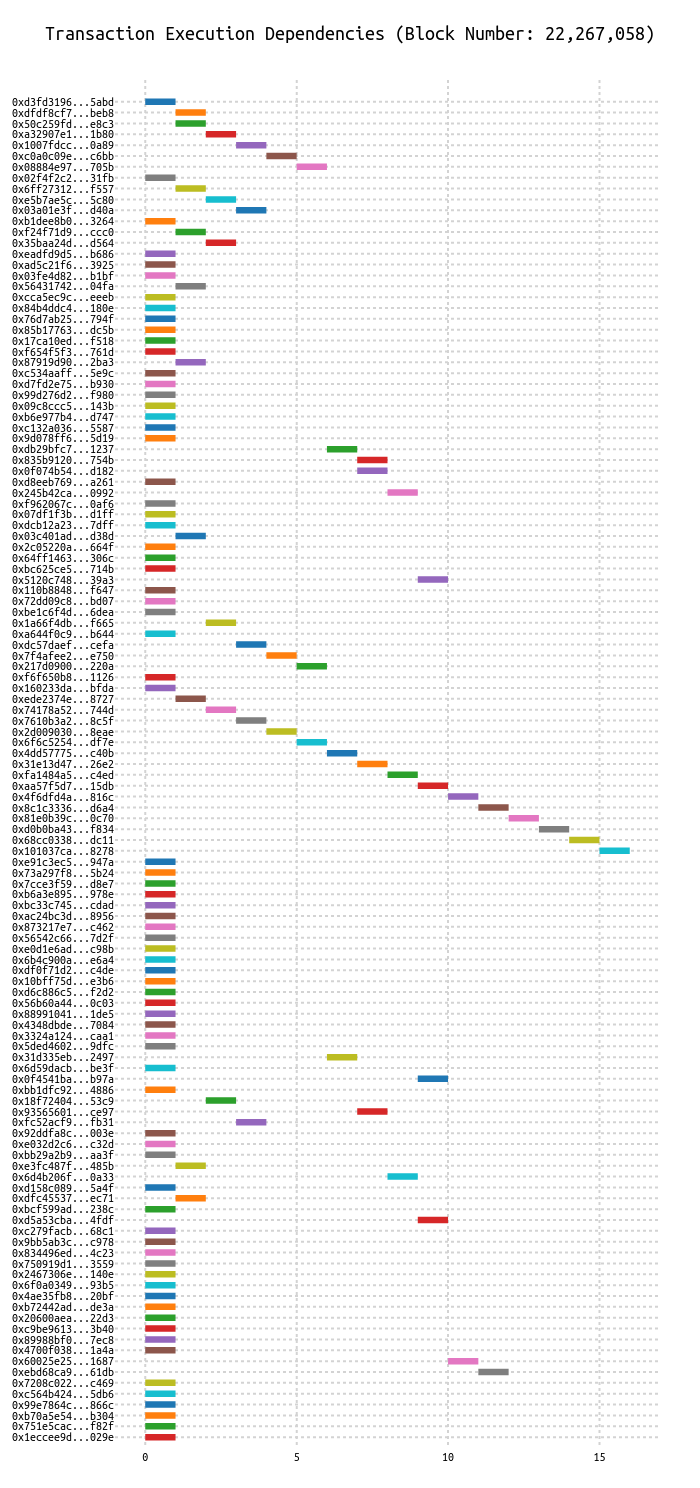 Transaction Execution Dependencies (Block Number: 22,267,058)
0xd3fd3196...5abd
0xdfdf8cf7...beb8
0x50c259fd...e8c3
0xa32907e1...1b80
0x1007fdcc...0a89
0xc0a0c09e...c6bb
0x08884e97...705b
0x02f4f2c2...31fb
0x6ff27312...f557
0xe5b7ae5c...5c80
0x03a01e3f...d40a
0xb1dee8b0...3264
0xf24f71d9...ccc0
0x35baa24d...d564
0xeadfd9d5...b686
0xad5c21f6...3925
0x03fe4d82...b1bf
0x56431742...04fa
0xcca5ec9c...eeeb
0x84b4ddc4...180e
0x76d7ab25...794f
0x85b17763...dc5b
0x17ca10ed...f518
0xf654f5f3...761d
0x87919d90...2ba3
0xc534aaff...5e9c
0xd7fd2e75...b930
0x99d276d2...f980
0x09c8ccc5...143b
0xb6e977b4...d747
0xc132a036...5587
0x9d078ff6...5d19
0xdb29bfc7...1237
0x835b9120...754b
0x0f074b54...d182
0xd8eeb769...a261
0x245b42ca...0992
0xf962067c...0af6
0x07df1f3b...d1ff
0xdcb12a23...7dff
0x03c401ad...d38d
0x2c05220a...664f
0x64ff1463...306c
0xbc625ce5...714b
0x5120c748...39a3
0x110b8848...f647
0x72dd09c8...bd07
0xbe1c6f4d...6dea
0x1a66f4db...f665
0xa644f0c9...b644
0xdc57daef...cefa
0x7f4afee2...e750
0x217d0900...220a
0xf6f650b8...1126
0x160233da...bfda
0xede2374e...8727
0x74178a52...744d
0x7610b3a2...8c5f
0x2d009030...8eae
0x6f6c5254...df7e
0x4dd57775...c40b
0x31e13d47...26e2
0xfa1484a5...c4ed
0xaa57f5d7...15db
0x4f6dfd4a...816c
0x8c1c3336...d6a4
0x81e0b39c...0c70
0xd0b0ba43...f834
0x68cc0338...dc11
0x101037ca...8278
0xe91c3ec5...947a
0x73a297f8...5b24
0x7cce3f59...d8e7
0xb6a3e895...978e
0xbc33c745...cdad
0xac24bc3d...8956
0x873217e7...c462
0x56542c66...7d2f
0xe0d1e6ad...c98b
0x6b4c900a...e6a4
0xdf0f71d2...c4de
0x10bff75d...e3b6
0xd6c886c5...f2d2
0x56b60a44...0c03
0x88991041...1de5
0x4348dbde...7084
0x3324a124...caa1
0x5ded4602...9dfc
0x31d335eb...2497
0x6d59dacb...be3f
0x0f4541ba...b97a
0xbb1dfc92...4886
0x18f72404...53c9
0x93565601...ce97
0xfc52acf9...fb31
0x92ddfa8c...003e
0xe032d2c6...c32d
0xbb29a2b9...aa3f
0xe3fc487f...485b
0x6d4b206f...0a33
0xd158c089...5a4f
0xdfc45537...ec71
0xbcf599ad...238c
0xd5a53cba...4fdf
0xc279facb...68c1
0x9bb5ab3c...c978
0x834496ed...4c23
0x750919d1...3559
0x2467306e...140e
0x6f0a0349...93b5
0x4ae35fb8...20bf
0xb72442ad...de3a
0x20600aea...22d3
0xc9be9613...3b40
0x89988bf0...7ec8
0x4700f038...1a4a
0x60025e25...1687
0xebd68ca9...61db
0x7208c022...c469
0xc564b424...5db6
0x99e7864c...866c
0xb70a5e54...b304
0x751e5cac...f82f
0x1eccee9d...029e
0 5 10 15